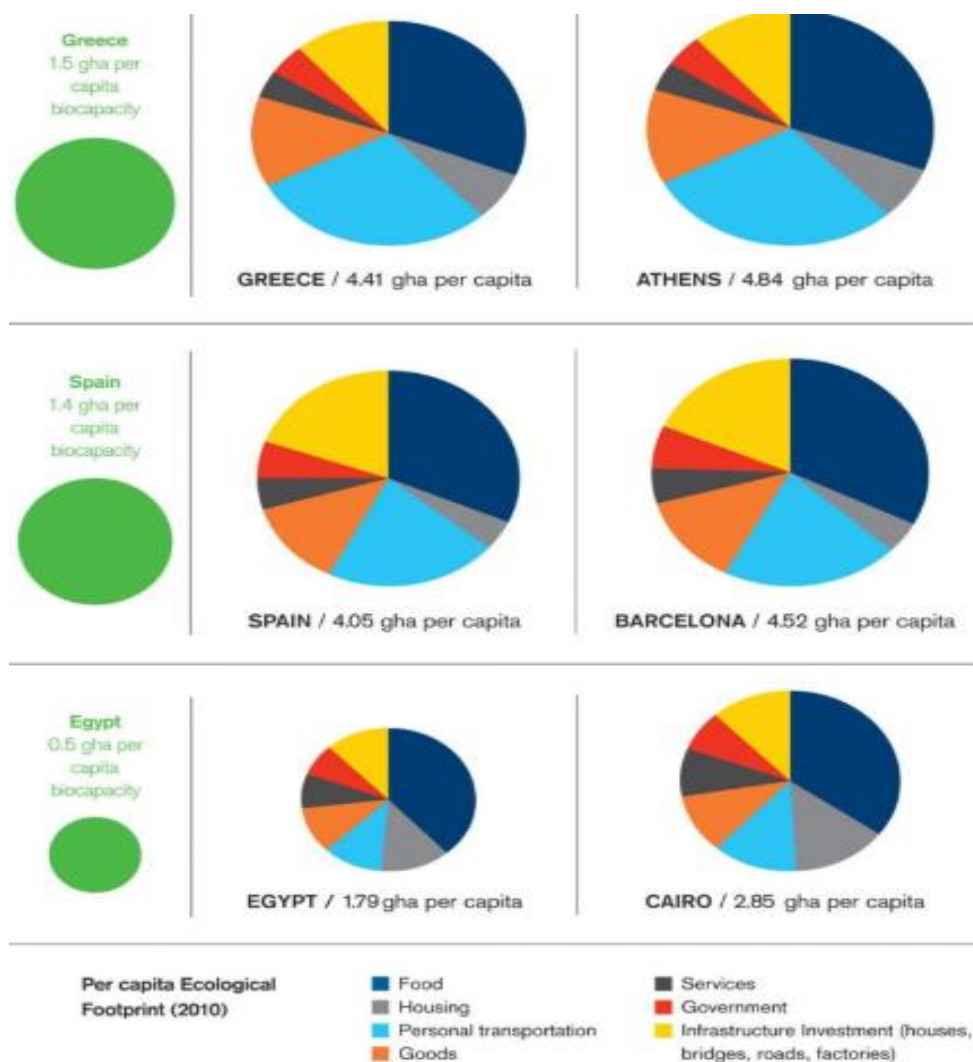 Greece
1.5 gha per
capita
biocapacity
GREECE / 4.41 gha per capita
ATHENS / 4.84 gha per capita
Spain
1.4 gha per
capita
biocapacity
SPAIN / 4.05 gha per capita
BARCELONA / 4.52 gha per capita
Egypt
0.5 gha per
capita
biocapacity
EGYPT / 1.79 gha per capita
CAIRO / 2.85 gha per capita
Per capita Ecological
Footprint (2010)
Food
Housing
Personal transportation
Goods
Services
Government
Infrastructure Investment (houses,
bridges, roads, factories)